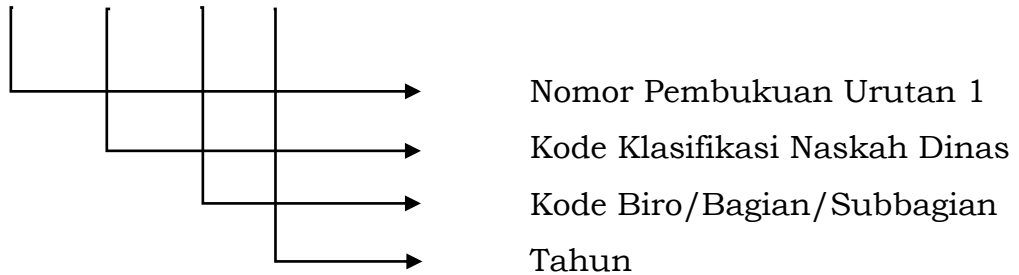 Nomor Pembukuan Urutan 1
Kode Klasifikasi Naskah Dinas
Kode Biro/Bagian/Subbagian
Tahun